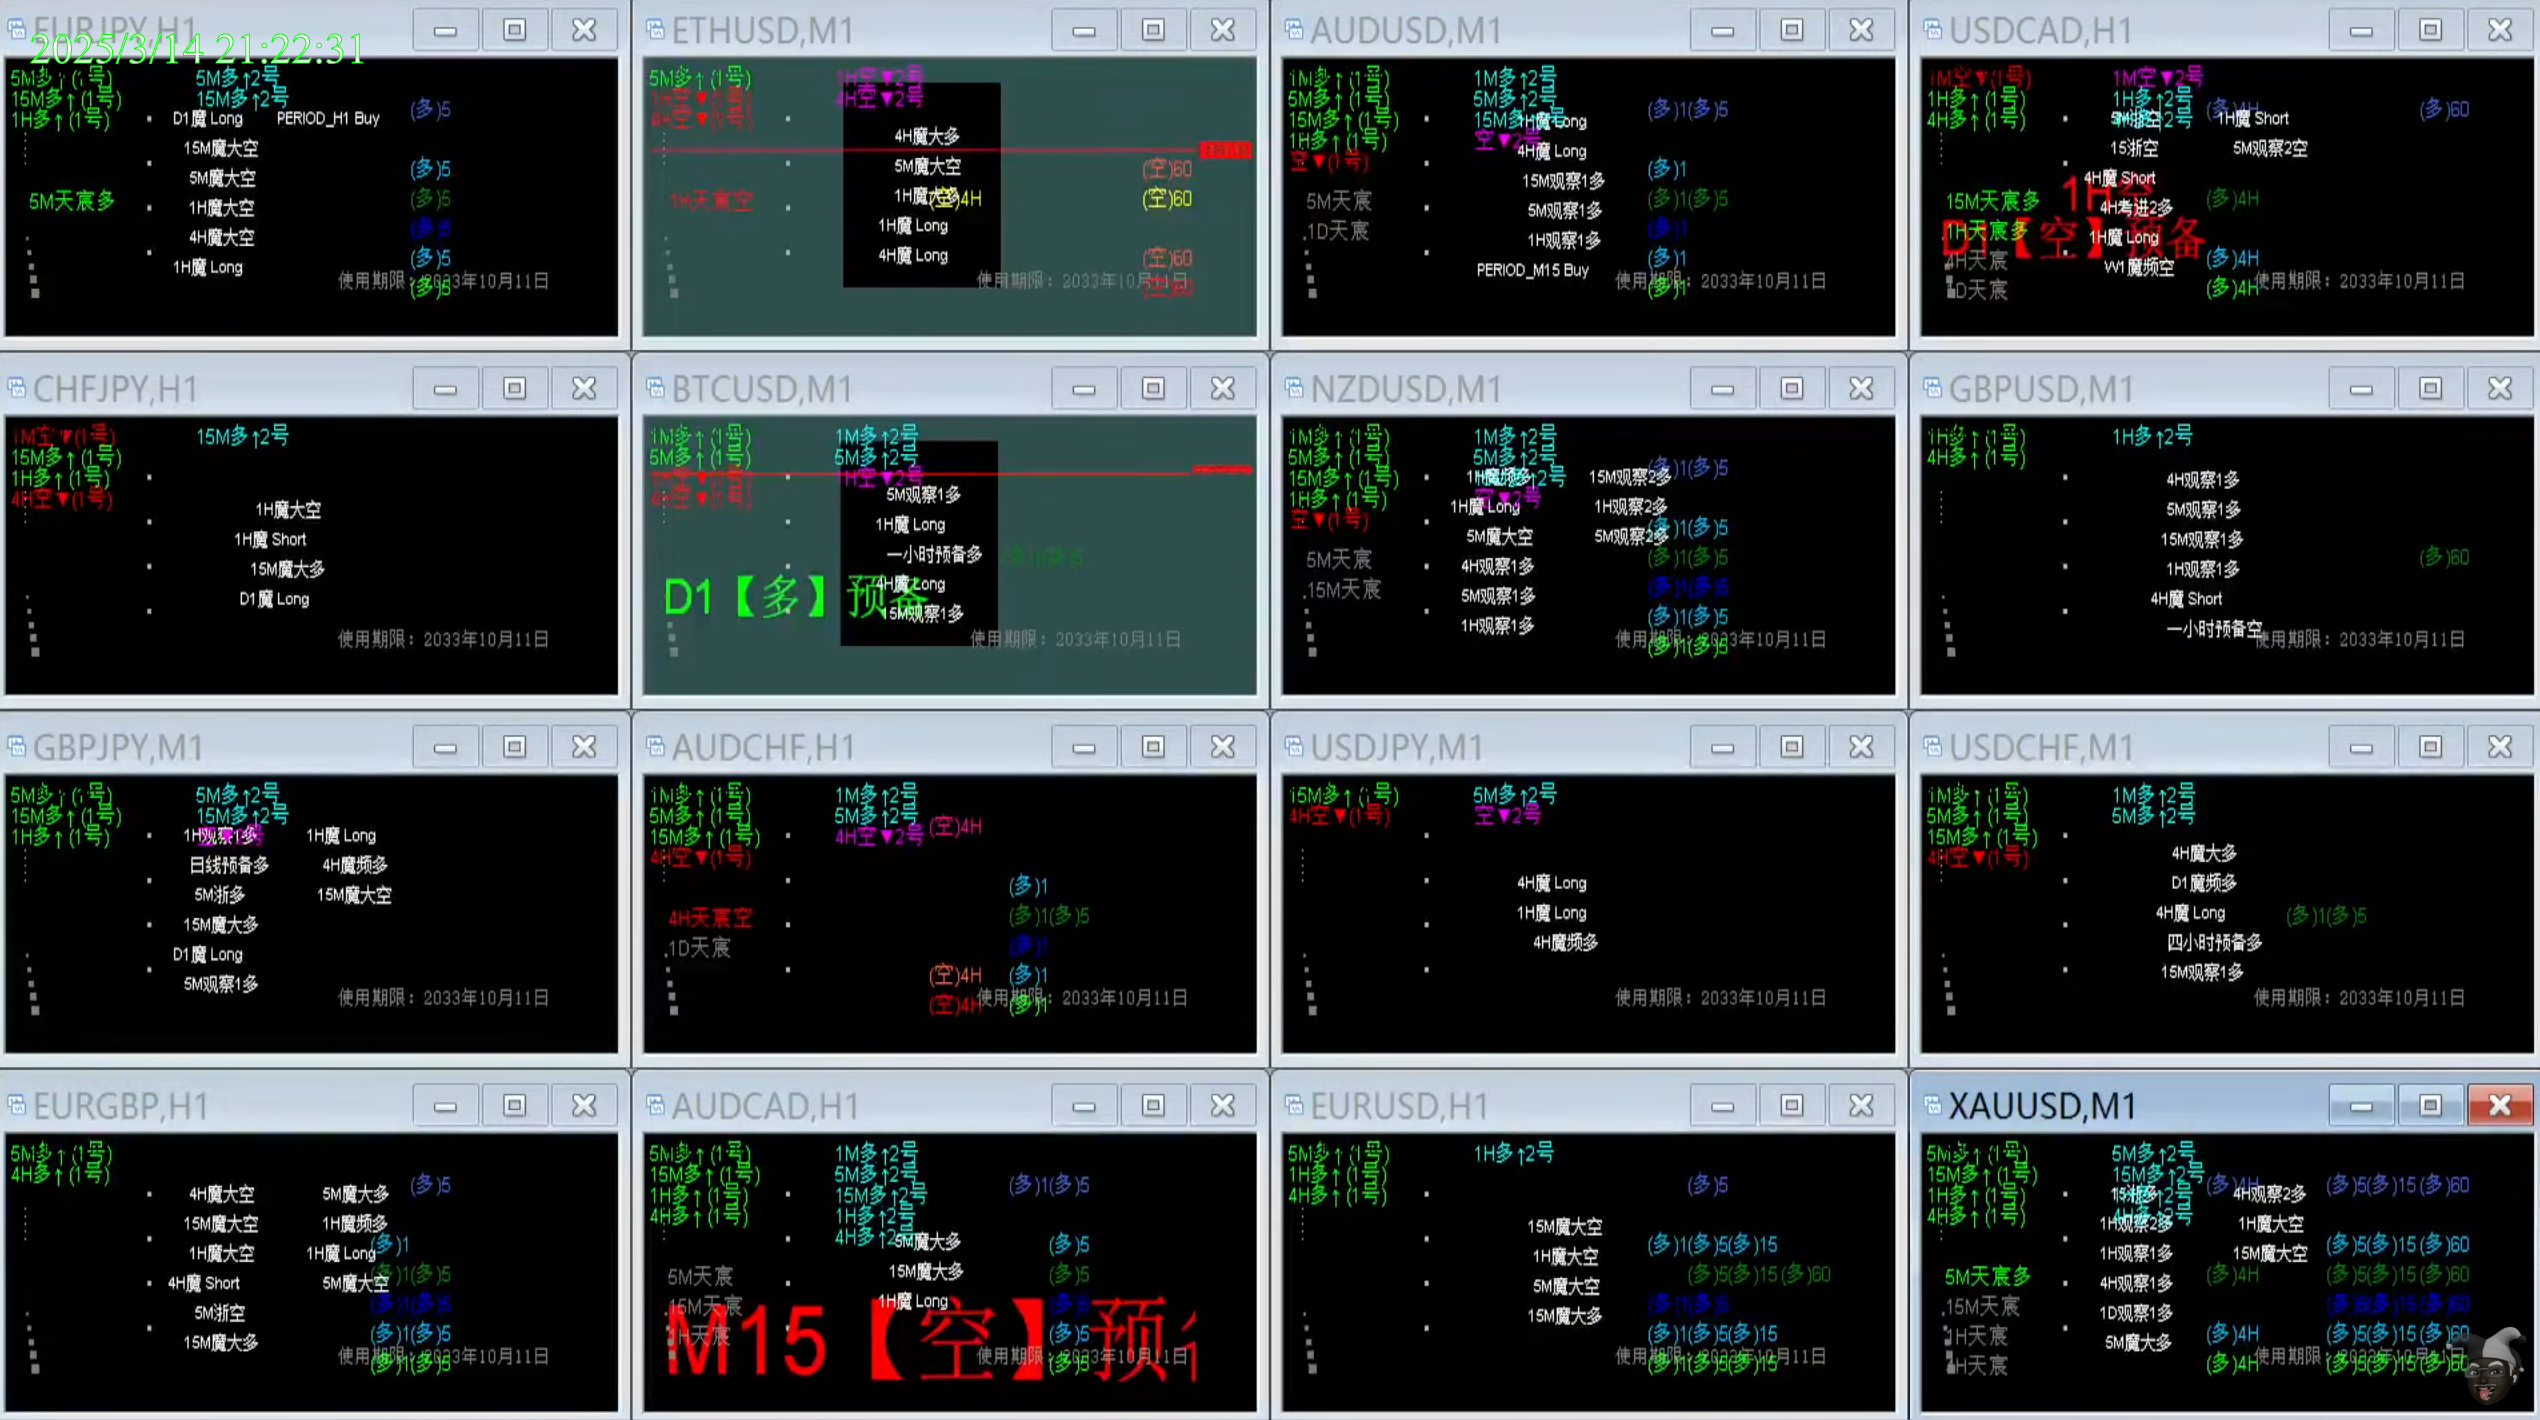 EURJPY,H1
2025/3/14 21:22:31
5M多↑(1号) 5M多↑2号
15M多↑(1号) 15M多↑2号
1H多↑(1号)
D1魔 Long PERIOD_H1 Buy (多)5
15M魔大空
5M魔大空 (多)5
5M天宸多 1H魔大空 (多)5
4H魔大空 (多)5
1H魔 Long (多)5
使用期限: 2033年10月11日
(多)5
ETHUSD,M1
5M多↑(1号) 1H空▼2号
1H空▼(1号) 4H空▼2号
4H空▼(1号)
4H魔大多
5M魔大空 (空)60
1H天宸空 1H魔大多 (空)4H (空)60
1H魔 Long
4H魔 Long (空)60
使用期限: 2033年10月11日
AUDUSD,M1
1M多↑(1号) 1M多↑2号
5M多↑(1号) 5M多↑2号
15M多↑(1号) 15M多↑2号
1H多↑(1号) 空▼2号
空▼(1号)
1H魔 Long (多)1(多)5
4H魔 Long (多)1
15M观察1多
5M天宸 5M观察1多 (多)1(多)5
.1D天宸 1H观察1多 (多)1
PERIOD_M15 Buy (多)1
使用期限: 2033年10月11日
(多)1
USDCAD,H1
1M空▼(1号) 1M空▼2号
1H多↑(1号) 1H多↑2号
4H多↑(1号)
(多)4H (多)60
5M浙空 1H魔 Short
15浙空 5M观察2空
4H魔 Short
1H空
15M天宸多 4H考进2多 (多)4H
.1H天宸多 1H魔 Long
D1【空】预备
4H天宸 W1魔频空 (多)4H
1D天宸 (多)4H
使用期限: 2033年10月11日
CHFJPY,H1
1M空▼(1号) 15M多↑2号
15M多↑(1号)
1H多↑(1号)
4H空▼(1号)
1H魔大空
1H魔 Short
15M魔大多
D1魔 Long
使用期限: 2033年10月11日
BTCUSD,M1
1M多↑(1号) 1M多↑2号
5M多↑(1号) 5M多↑2号
1H空▼(1号) 1H空▼2号
4H空▼(1号)
5M观察1多
1H魔 Long
一小时预备多 (多)1(多)5
4H魔 Long
D1【多】预备
15M观察1多
使用期限: 2033年10月11日
NZDUSD,M1
1M多↑(1号) 1M多↑2号
5M多↑(1号) 5M多↑2号
15M多↑(1号) 15M多↑2号
1H多↑(1号) 空▼2号
空▼(1号)
1H魔频多 15M观察2多 (多)1(多)5
1H魔 Long 1H观察2多
5M魔大空 5M观察2多 (多)1(多)5
5M天宸 4H观察1多 (多)1(多)5
.15M天宸 5M观察1多 (多)1(多)5
1H观察1多 (多)1(多)5
使用期限: 2033年10月11日
(多)1(多)5
GBPUSD,M1
1H多↑(1号) 1H多↑2号
4H多↑(1号)
4H观察1多
5M观察1多
15M观察1多
1H观察1多 (多)60
4H魔 Short
一小时预备空
使用期限: 2033年10月11日
GBPJPY,M1
5M多↑(1号) 5M多↑2号
15M多↑(1号) 15M多↑2号
1H多↑(1号) 空▼2号
1H观察1多 1H魔 Long
日线预备多 4H魔频多
5M浙多 15M魔大空
15M魔大多
D1魔 Long
5M观察1多
使用期限: 2033年10月11日
AUDCHF,H1
1M多↑(1号) 1M多↑2号
5M多↑(1号) 5M多↑2号
15M多↑(1号) 4H空▼2号 (空)4H
4H空▼(1号)
(多)1
4H天宸空 (多)1(多)5
.1D天宸 (多)1
(空)4H (多)1
(空)4H (多)1
使用期限: 2033年10月11日
USDJPY,M1
15M多↑(1号) 5M多↑2号
4H空▼(1号) 空▼2号
4H魔 Long
1H魔 Long
4H魔频多
使用期限: 2033年10月11日
USDCHF,M1
1M多↑(1号) 1M多↑2号
5M多↑(1号) 5M多↑2号
15M多↑(1号)
4H空▼(1号)
4H魔大多
D1魔频多
4H魔 Long (多)1(多)5
四小时预备多
15M观察1多
使用期限: 2033年10月11日
EURGBP,H1
5M多↑(1号)
4H多↑(1号)
4H魔大空 5M魔大多 (多)5
15M魔大空 1H魔频多
1H魔大空 1H魔 Long (多)1
4H魔 Short 5M魔大空 (多)1(多)5
5M浙空 (多)1(多)5
15M魔大多 (多)1(多)5
使用期限: 2033年10月11日
(多)1(多)5
AUDCAD,H1
5M多↑(1号) 1M多↑2号
15M多↑(1号) 5M多↑2号
1H多↑(1号) 15M多↑2号 (多)1(多)5
4H多↑(1号) 1H多↑2号
4H多↑2号
5M魔大多 (多)5
5M天宸 15M魔大多 (多)5
15M天宸 1H魔 Long (多)5
1H天宸 (多)5
M15【空】预
使用期限: 2033年10月11日
(多)5
EURUSD,H1
5M多↑(1号) 1H多↑2号
1H多↑(1号) (多)5
4H多↑(1号)
15M魔大空
1H魔大空 (多)1(多)5(多)15
5M魔大空 (多)5(多)15(多)60
15M魔大多 (多)1(多)5
(多)1(多)5(多)15
使用期限: 2033年10月11日
(多)1(多)5(多)15
XAUUSD,M1
5M多↑(1号) 5M多↑2号
15M多↑(1号) 15M多↑2号
1H多↑(1号) 1H多↑2号
4H多↑(1号) 4H多↑2号
(多)4H 4H观察2多 (多)5(多)15(多)60
1H观察2多 1H魔大空
1H观察1多 15M魔大空 (多)5(多)15(多)60
5M天宸多 4H观察1多 (多)4H (多)5(多)15(多)60
.15M天宸 1D观察1多 (多)5(多)15(多)60
1H天宸 5M魔大多 (多)4H (多)5(多)15(多)60
4H天宸 (多)4H (多)5(多)15(多)60
使用期限: 2033年10月11日